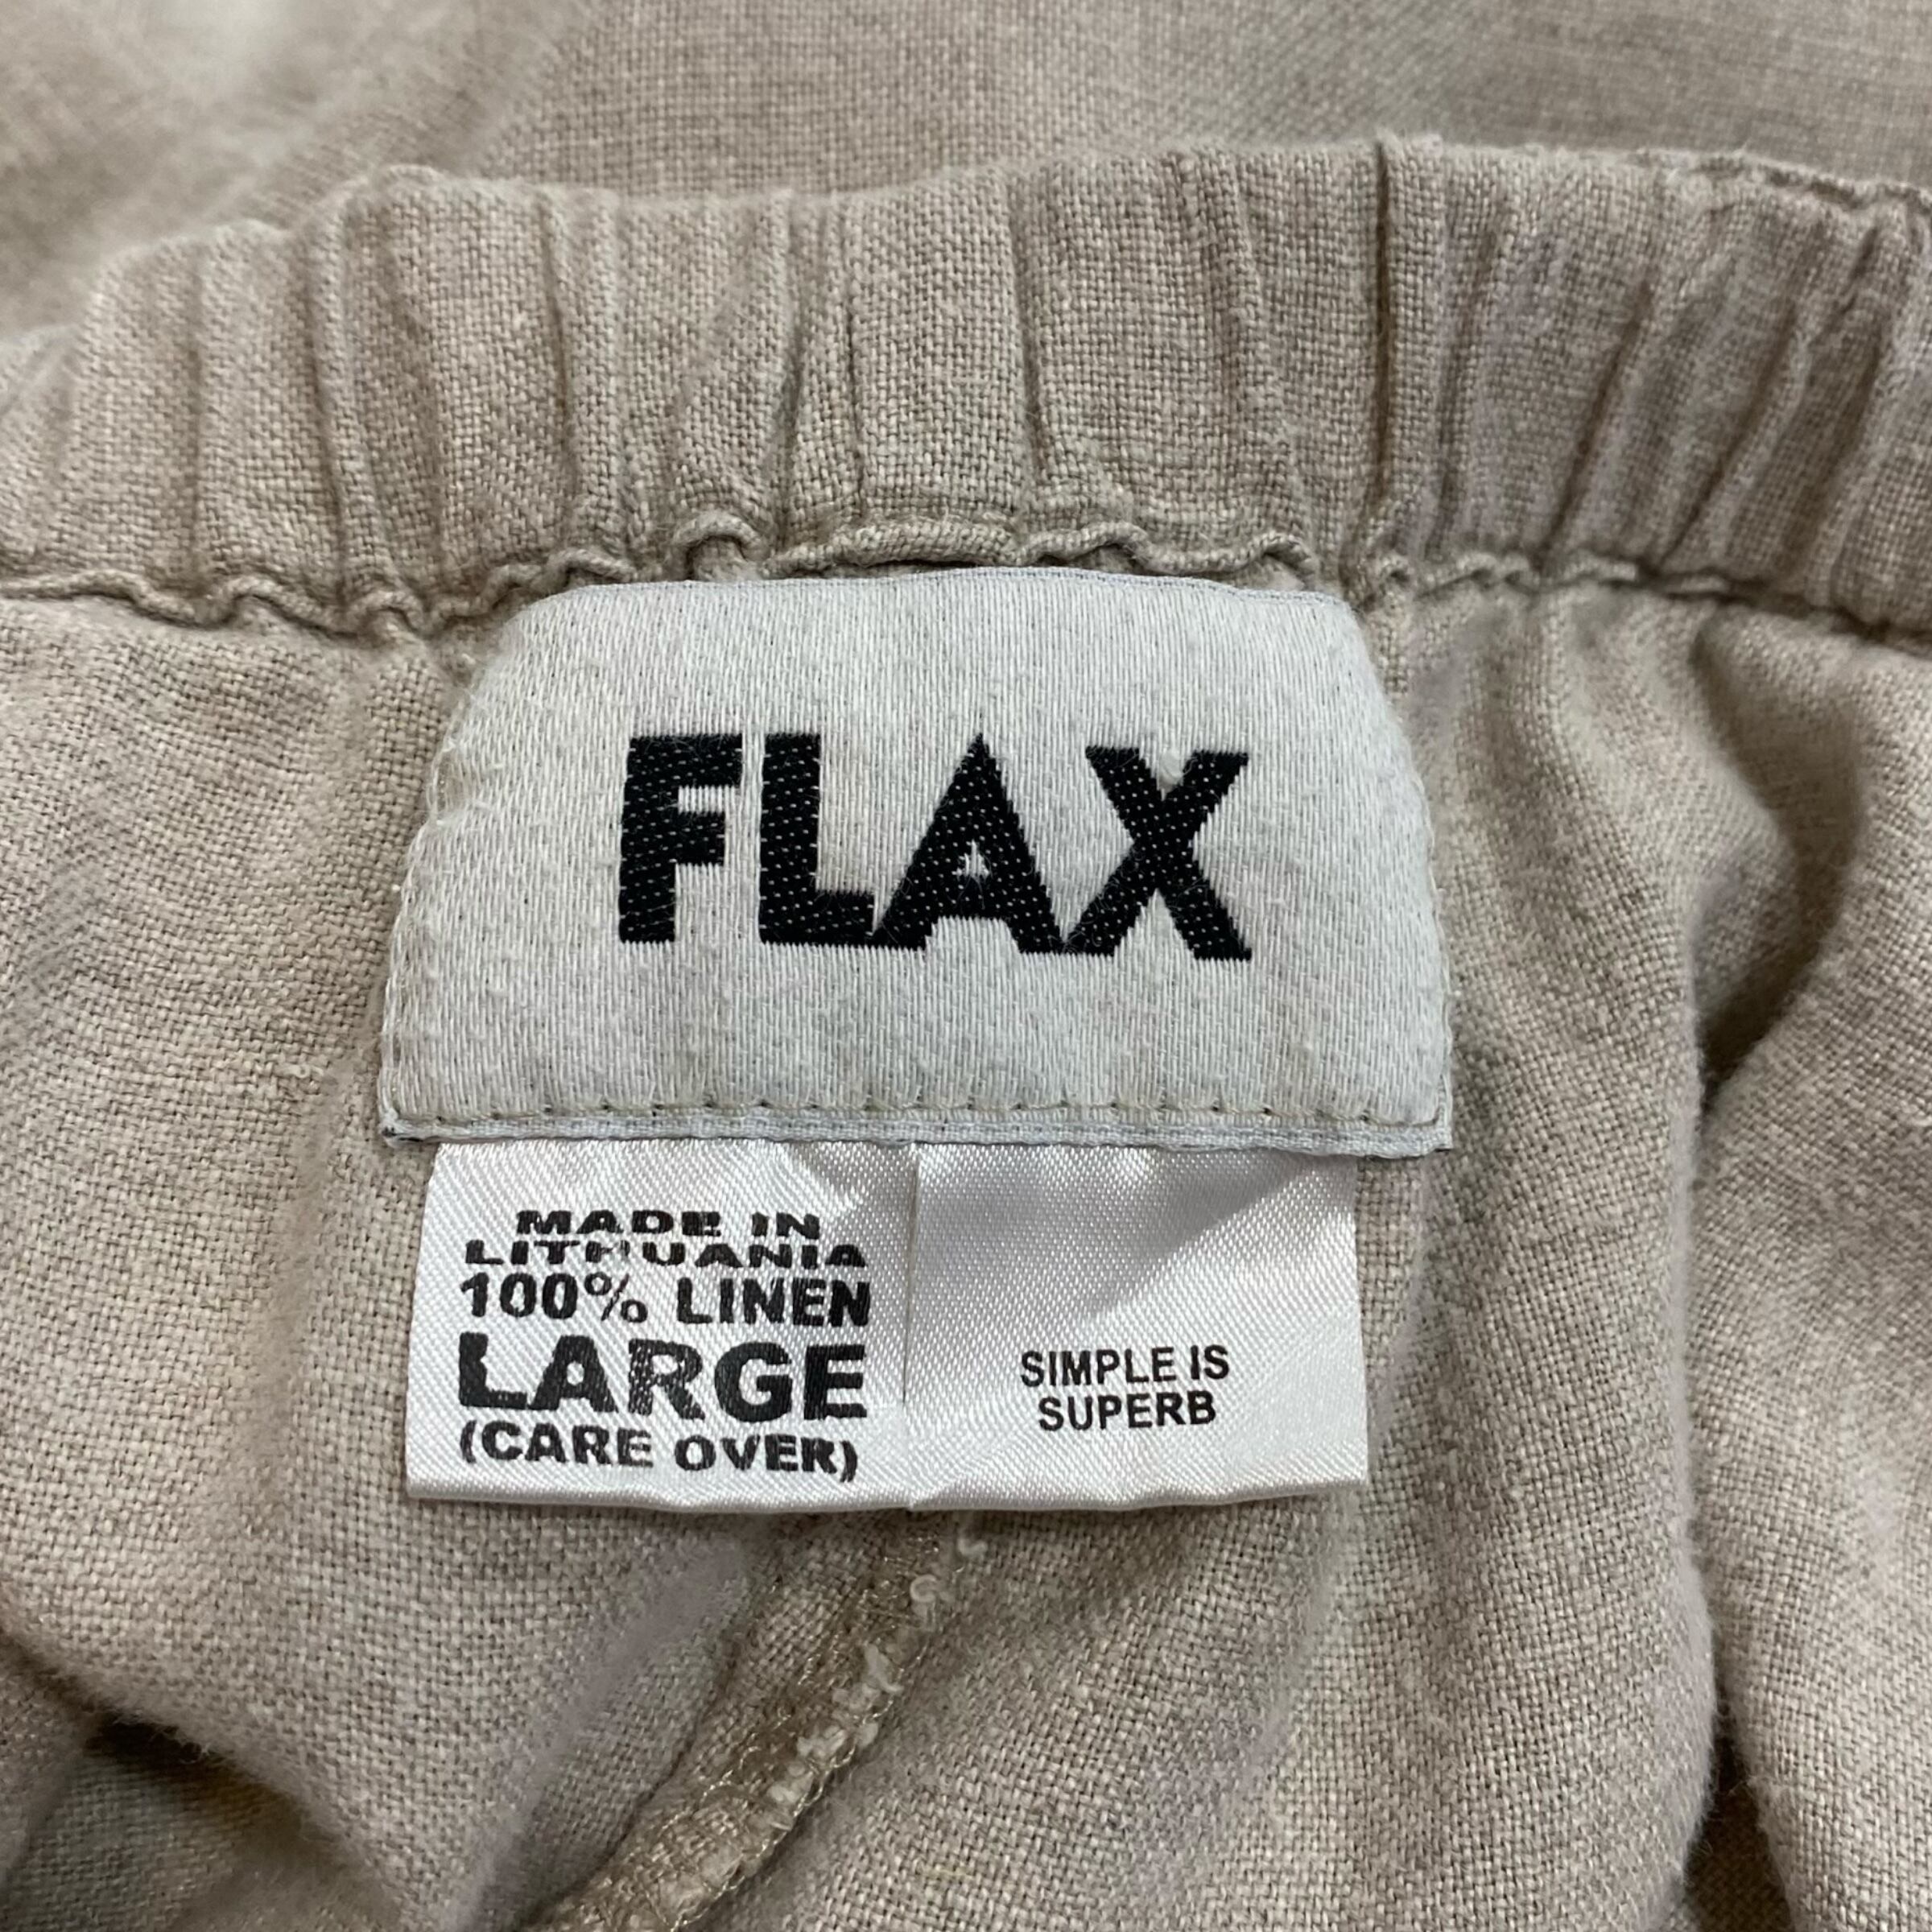 FLAX
MADE IN
LITHUANIA
100% LINEN
LARGE
(CARE OVER)
SIMPLE IS
SUPERB